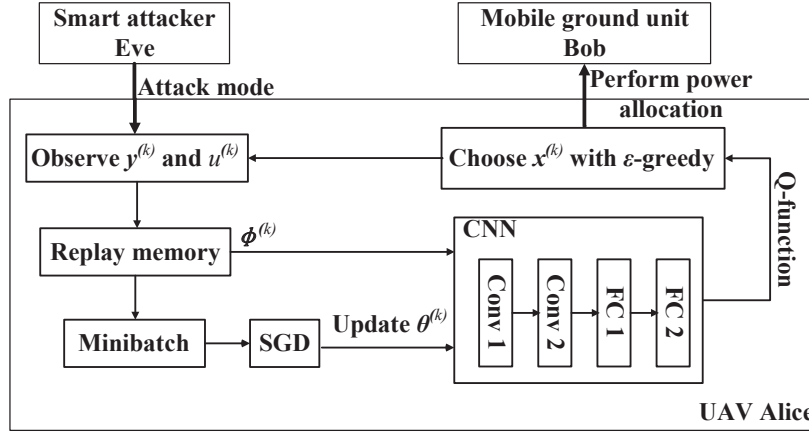 Smart attacker
Eve
Mobile ground unit
Bob
Attack mode
Perform power
allocation
Observe y^(k) and u^(k)
Choose x^(k) with ε-greedy
Q-function
Replay memory
Φ^(k)
CNN
Conv 1
Conv 2
FC 1
FC 2
Minibatch
SGD
Update θ^(k)
UAV Alice